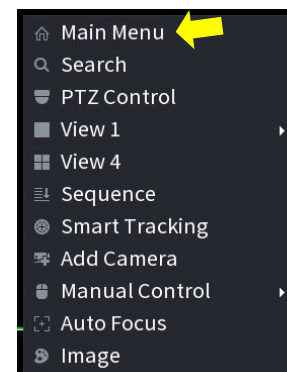 Main Menu
Search
PTZ Control
View 1
View 4
Sequence
Smart Tracking
Add Camera
Manual Control
Auto Focus
Image